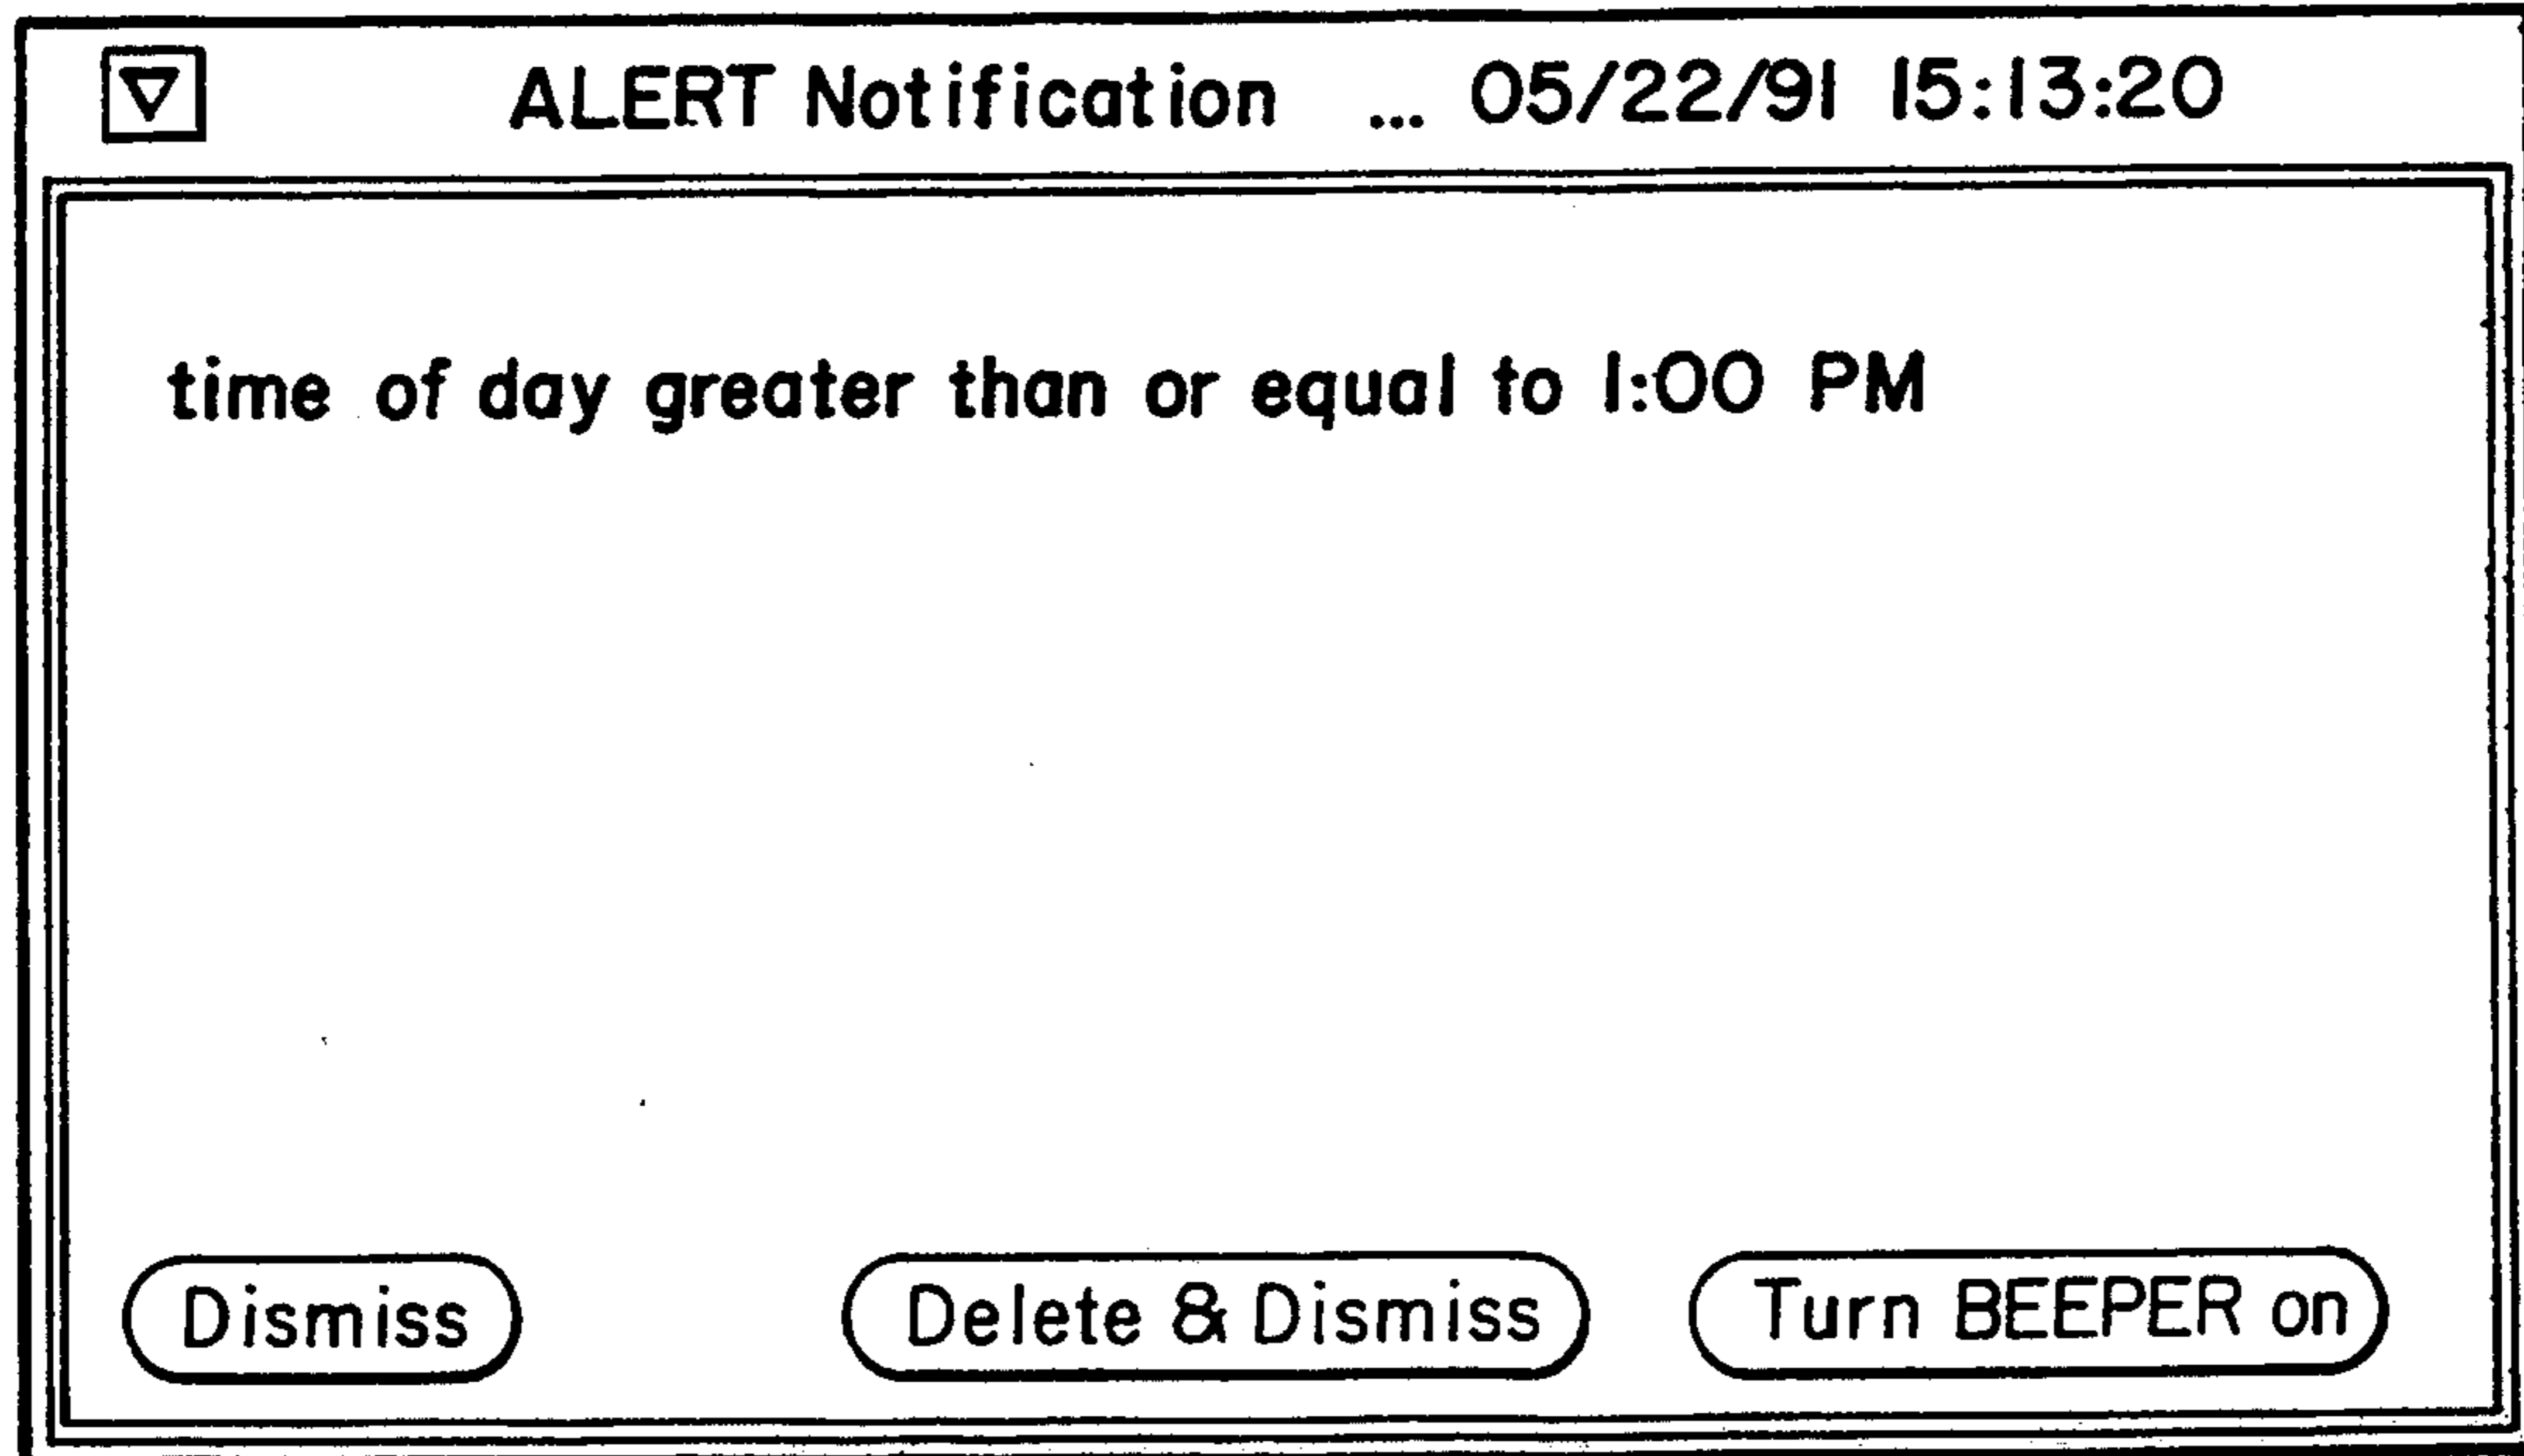 ALERT Notification ... 05/22/91 15:13:20
time of day greater than or equal to 1:00 PM
Dismiss Delete & Dismiss Turn BEEPER on